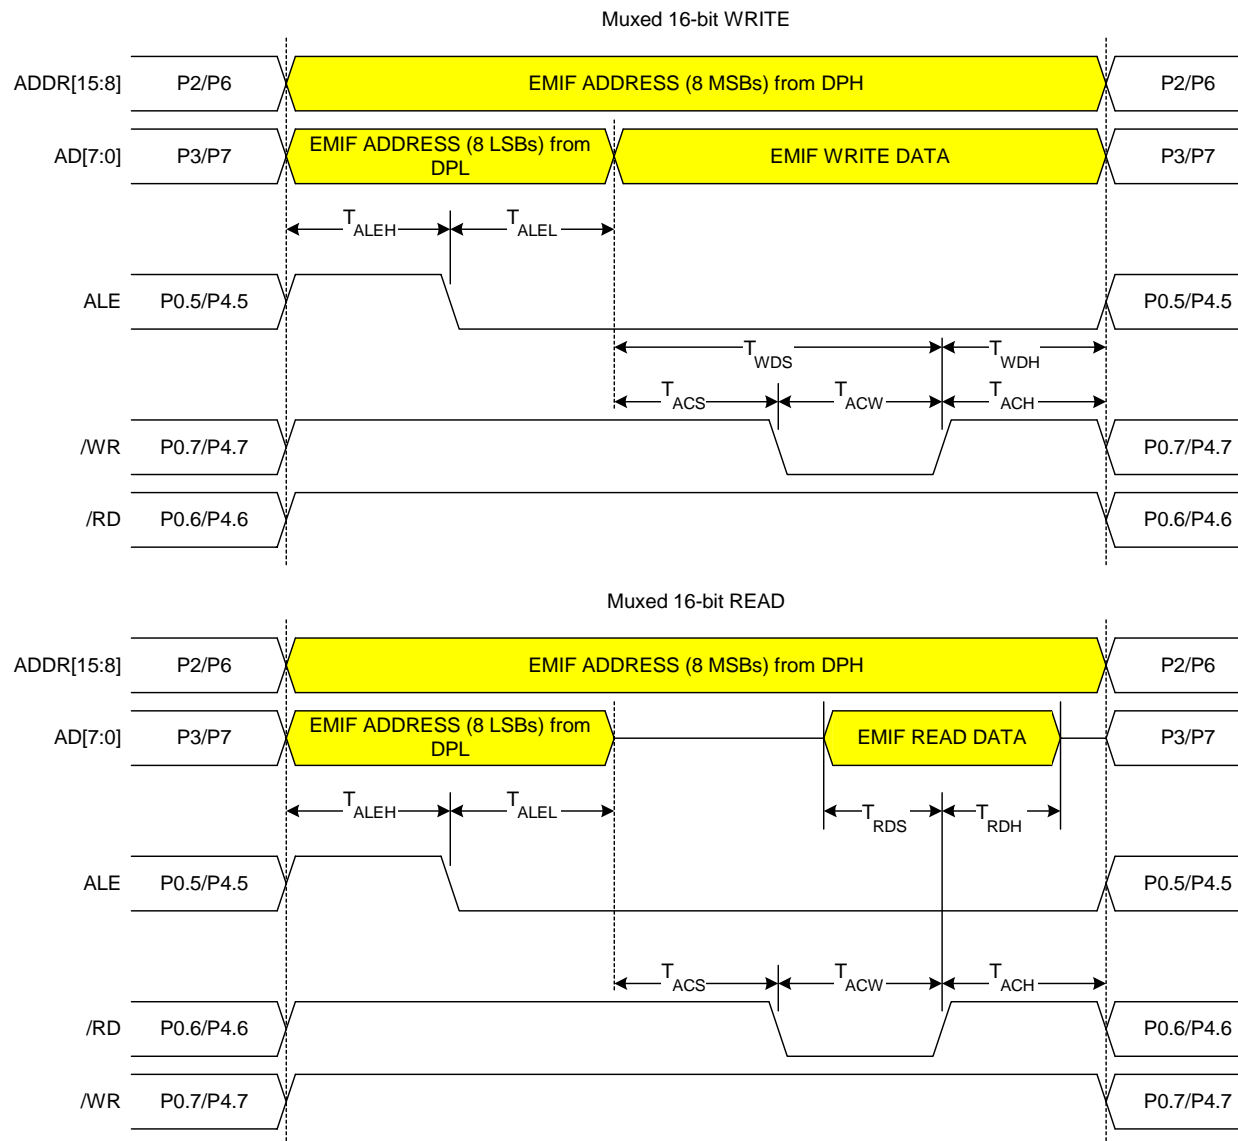 Muxed 16-bit WRITE
ADDR[15:8] P2/P6 EMIF ADDRESS (8 MSBs) from DPH P2/P6
AD[7:0] P3/P7 EMIF ADDRESS (8 LSBs) from DPL EMIF WRITE DATA P3/P7
TALEH TALEL
ALE P0.5/P4.5 P0.5/P4.5
TWDS TWDH
TACS TACW TACH
/WR P0.7/P4.7 P0.7/P4.7
/RD P0.6/P4.6 P0.6/P4.6
Muxed 16-bit READ
ADDR[15:8] P2/P6 EMIF ADDRESS (8 MSBs) from DPH P2/P6
AD[7:0] P3/P7 EMIF ADDRESS (8 LSBs) from DPL EMIF READ DATA P3/P7
TALEH TALEL TRDS TRDH
ALE P0.5/P4.5 P0.5/P4.5
TACS TACW TACH
/RD P0.6/P4.6 P0.6/P4.6
/WR P0.7/P4.7 P0.7/P4.7